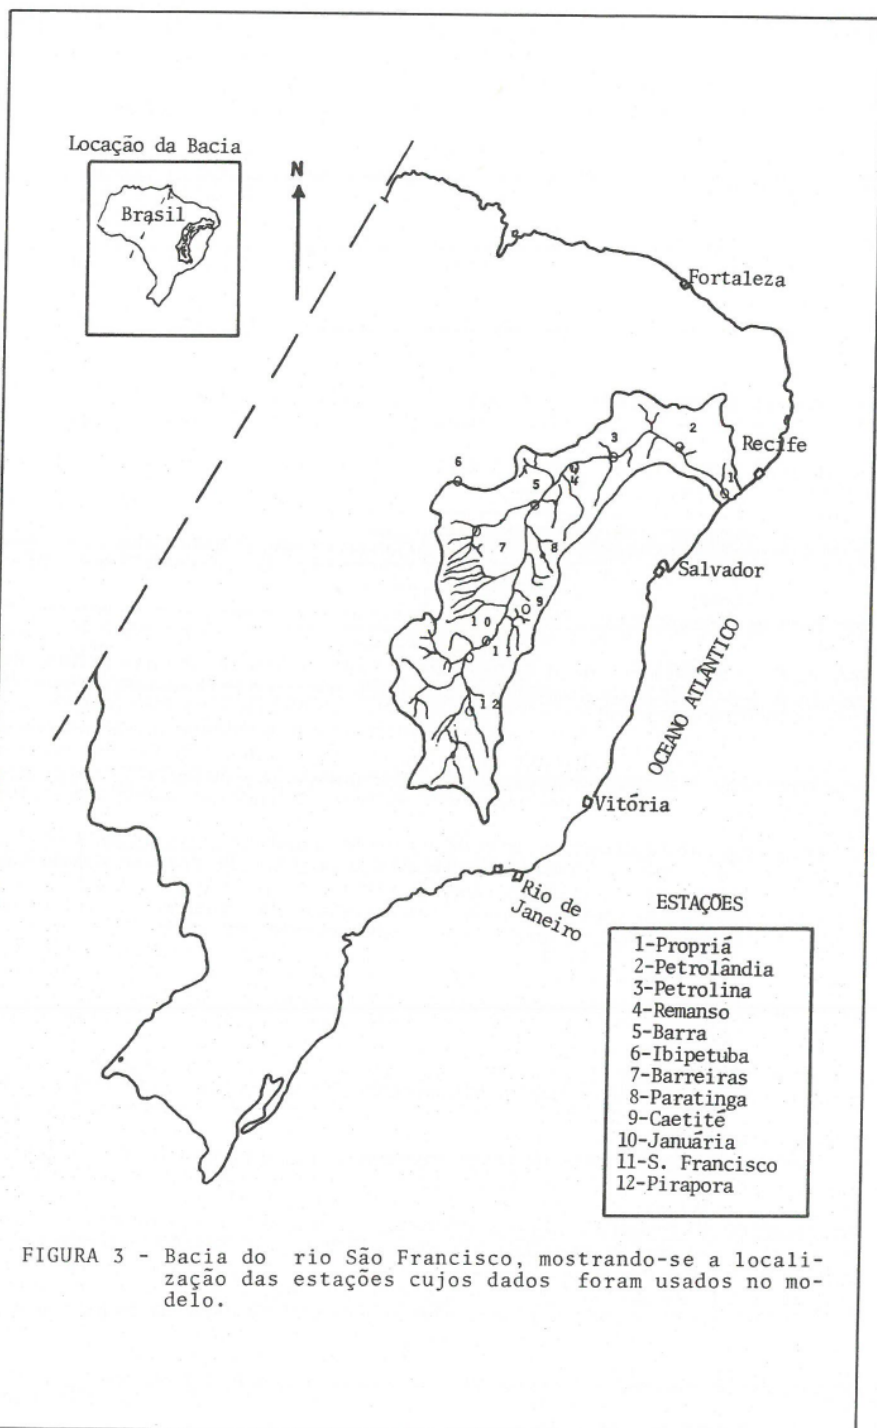 Locação da Bacia
Brasil
N
Fortaleza
Recife
Salvador
OCEANO ATLÂNTICO
Vitória
Rio de
Janeiro
1
2
3
4
5
6
7
8
9
10
11
12
ESTAÇÕES
1-Propriá
2-Petrolândia
3-Petrolina
4-Remanso
5-Barra
6-Ibipetuba
7-Barreiras
8-Paratinga
9-Caetité
10-Januária
11-S. Francisco
12-Pirapora
FIGURA 3 - Bacia do rio São Francisco, mostrando-se a locali-
zação das estações cujos dados foram usados no mo-
delo.